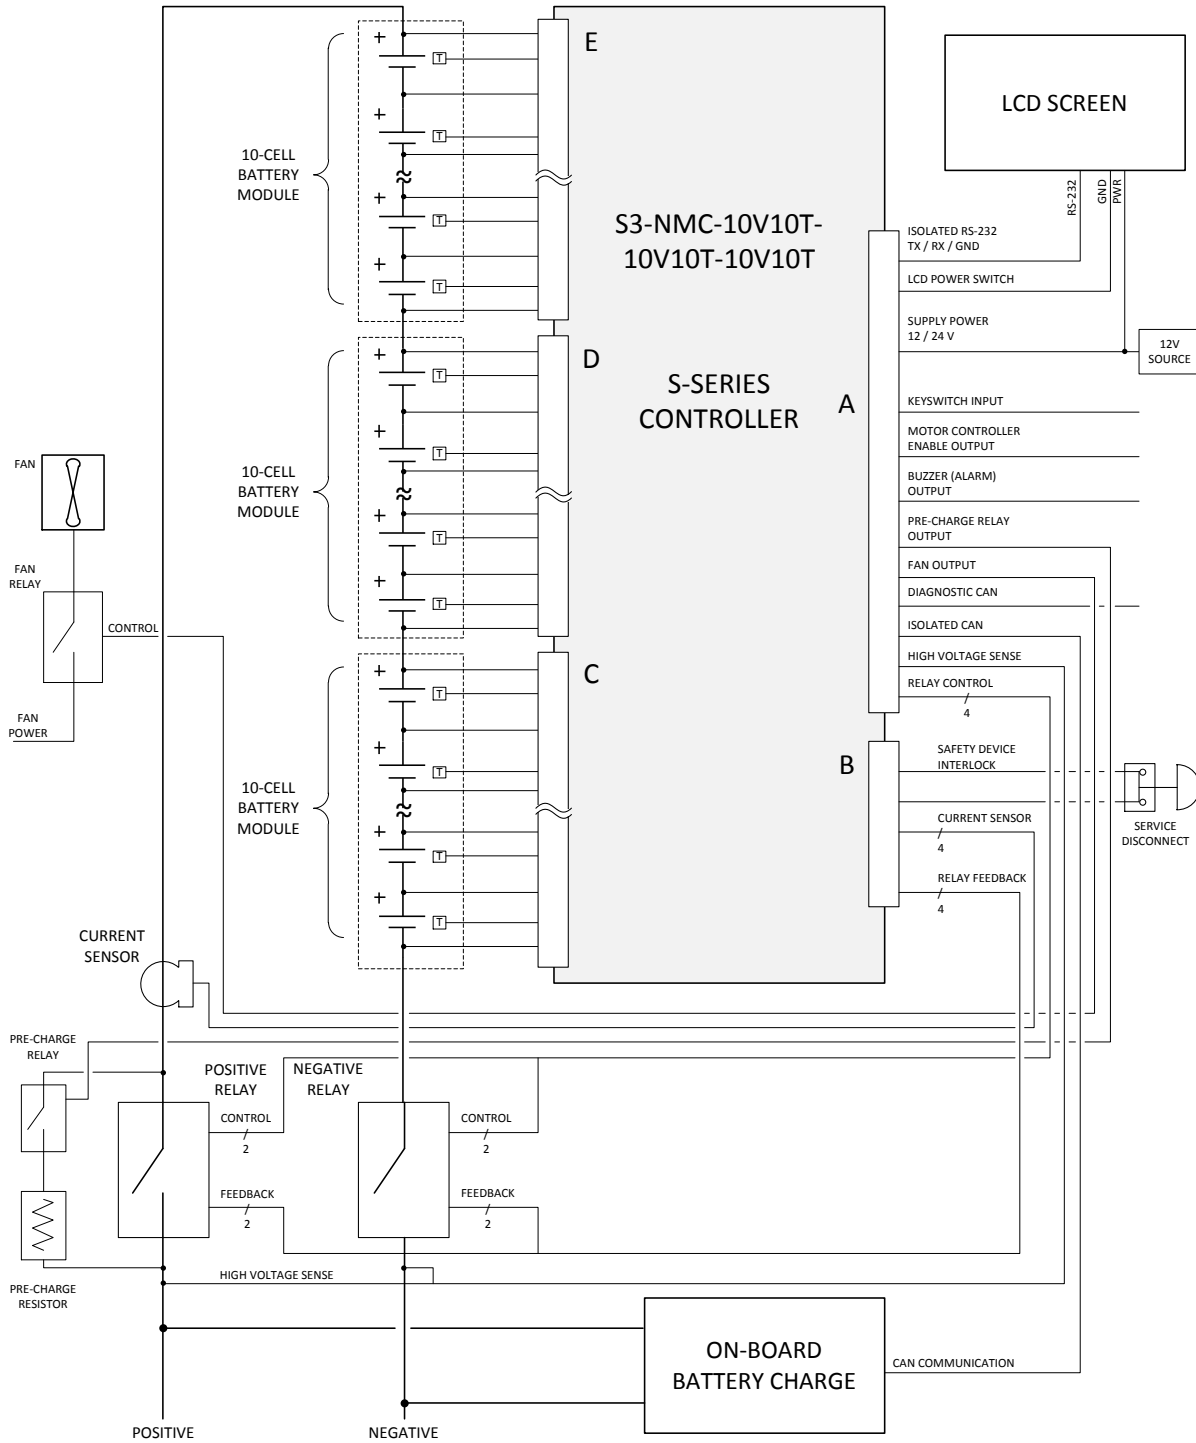 E
+
T
+
T
10-CELL
BATTERY
MODULE
+
T
+
T
LCD SCREEN
RS-232
GND
PWR
S3-NMC-10V10T-
10V10T-10V10T
ISOLATED RS-232
TX / RX / GND
LCD POWER SWITCH
SUPPLY POWER
12 / 24 V
12V
SOURCE
D
+
T
+
T
10-CELL
BATTERY
MODULE
+
T
+
T
S-SERIES
CONTROLLER
A
KEYSWITCH INPUT
MOTOR CONTROLLER
ENABLE OUTPUT
BUZZER (ALARM)
OUTPUT
PRE-CHARGE RELAY
OUTPUT
FAN OUTPUT
DIAGNOSTIC CAN
ISOLATED CAN
HIGH VOLTAGE SENSE
RELAY CONTROL
4
FAN
FAN
RELAY
CONTROL
FAN
POWER
C
+
T
+
T
10-CELL
BATTERY
MODULE
+
T
+
T
B
SAFETY DEVICE
INTERLOCK
CURRENT SENSOR
4
RELAY FEEDBACK
4
SERVICE
DISCONNECT
CURRENT
SENSOR
PRE-CHARGE
RELAY
POSITIVE
RELAY
NEGATIVE
RELAY
CONTROL
2
CONTROL
2
FEEDBACK
2
FEEDBACK
2
HIGH VOLTAGE SENSE
PRE-CHARGE
RESISTOR
ON-BOARD
BATTERY CHARGE
CAN COMMUNICATION
POSITIVE
NEGATIVE